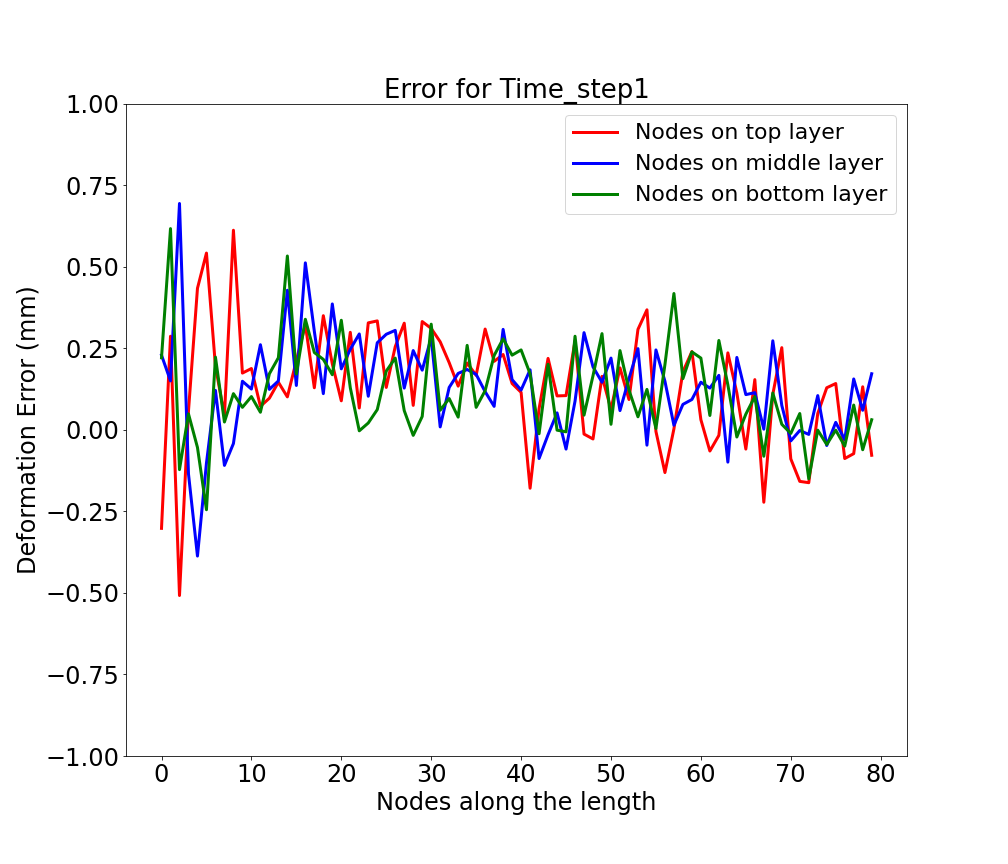 Error for Time_step1
1.00
0.75
0.50
0.25
0.00
−0.25
−0.50
−0.75
−1.00
Deformation Error (mm)
Nodes on top layer
Nodes on middle layer
Nodes on bottom layer
0 10 20 30 40 50 60 70 80
Nodes along the length